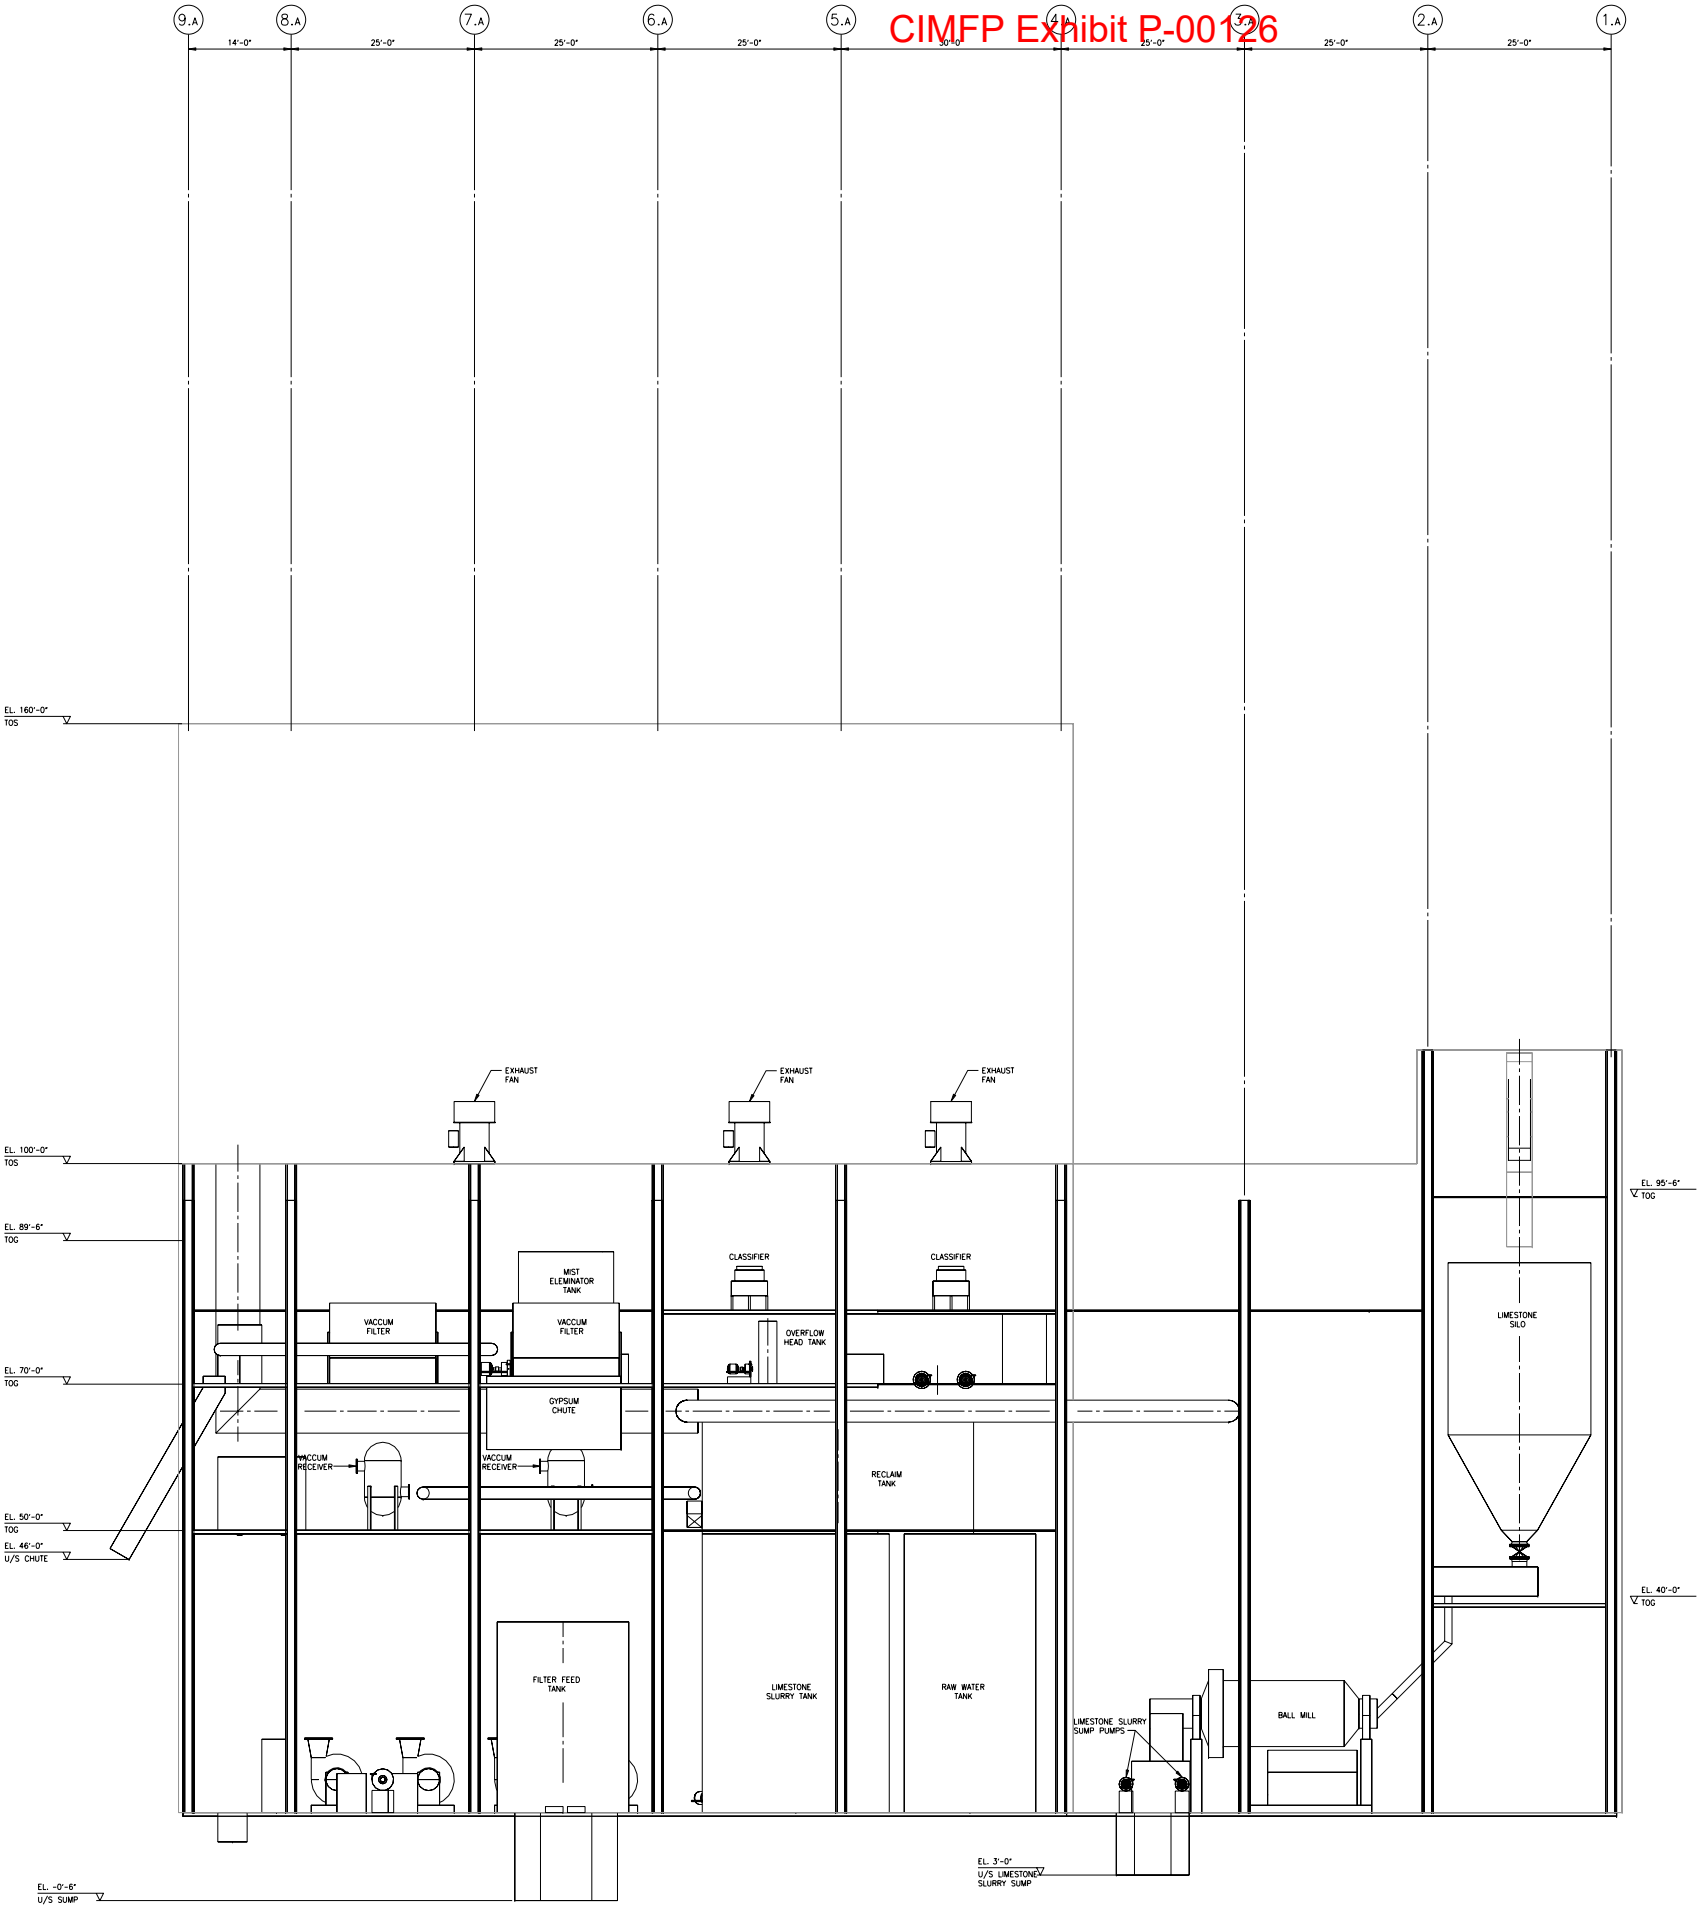 9.A 8.A 7.A 6.A 5.A 4.A 3.A 2.A 1.A
CIMFP Exhibit P-00126
14'-0" 25'-0" 25'-0" 25'-0" 30'-0" 25'-0" 25'-0" 25'-0"
EL. 160'-0"
TOS
EXHAUST
FAN
EXHAUST
FAN
EXHAUST
FAN
EL. 100'-0"
TOS
EL. 95'-6"
TOG
EL. 89'-6"
TOG
CLASSIFIER
CLASSIFIER
MIST
ELEMINATOR
TANK
LIMESTONE
SILO
VACCUM
FILTER
VACCUM
FILTER
OVERFLOW
HEAD TANK
EL. 70'-0"
TOG
GYPSUM
CHUTE
VACCUM
RECEIVER
VACCUM
RECEIVER
RECLAIM
TANK
EL. 50'-0"
TOG
EL. 46'-0"
U/S CHUTE
EL. 40'-0"
TOG
FILTER FEED
TANK
LIMESTONE
SLURRY TANK
RAW WATER
TANK
LIMESTONE SLURRY
SUMP PUMPS
BALL MILL
EL. 3'-0"
U/S LIMESTONE
SLURRY SUMP
EL. -0'-6"
U/S SUMP